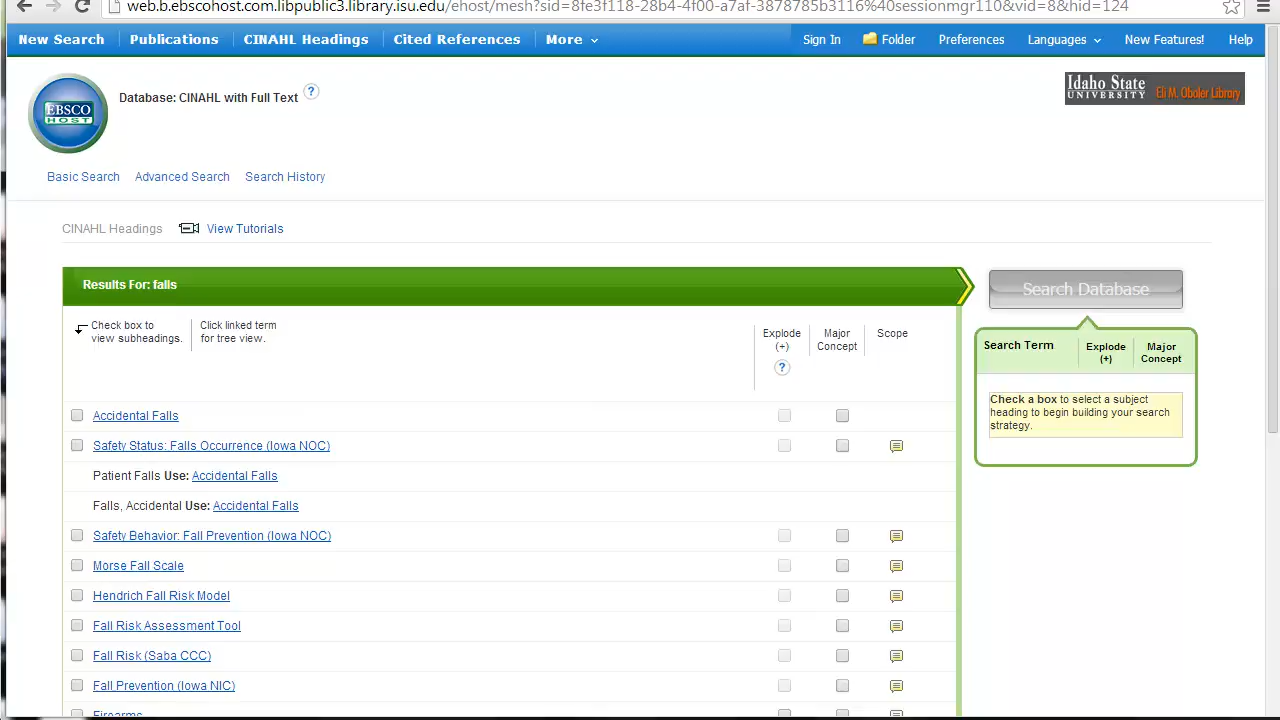 web.b.ebscohost.com.libpublic3.library.isu.edu/ehost/mesh?sid=8fe3f118-28b4-4f00-a7af-3878785b3116%40sessionmgr110&vid=8&hid=124
New Search Publications CINAHL Headings Cited References More Sign In Folder Preferences Languages New Features! Help
EBSCO HOST
Database: CINAHL with Full Text ?
Idaho State UNIVERSITY Eli M. Oboler Library
Basic Search Advanced Search Search History
CINAHL Headings View Tutorials
Results For: falls
Search Database
Check box to view subheadings.
Click linked term for tree view.
Explode (+) ?
Major Concept
Scope
Search Term
Explode (+)
Major Concept
Check a box to select a subject
heading to begin building your search
strategy.
Accidental Falls
Safety Status: Falls Occurrence (Iowa NOC)
Patient Falls Use: Accidental Falls
Falls, Accidental Use: Accidental Falls
Safety Behavior: Fall Prevention (Iowa NOC)
Morse Fall Scale
Hendrich Fall Risk Model
Fall Risk Assessment Tool
Fall Risk (Saba CCC)
Fall Prevention (Iowa NIC)
Firearms